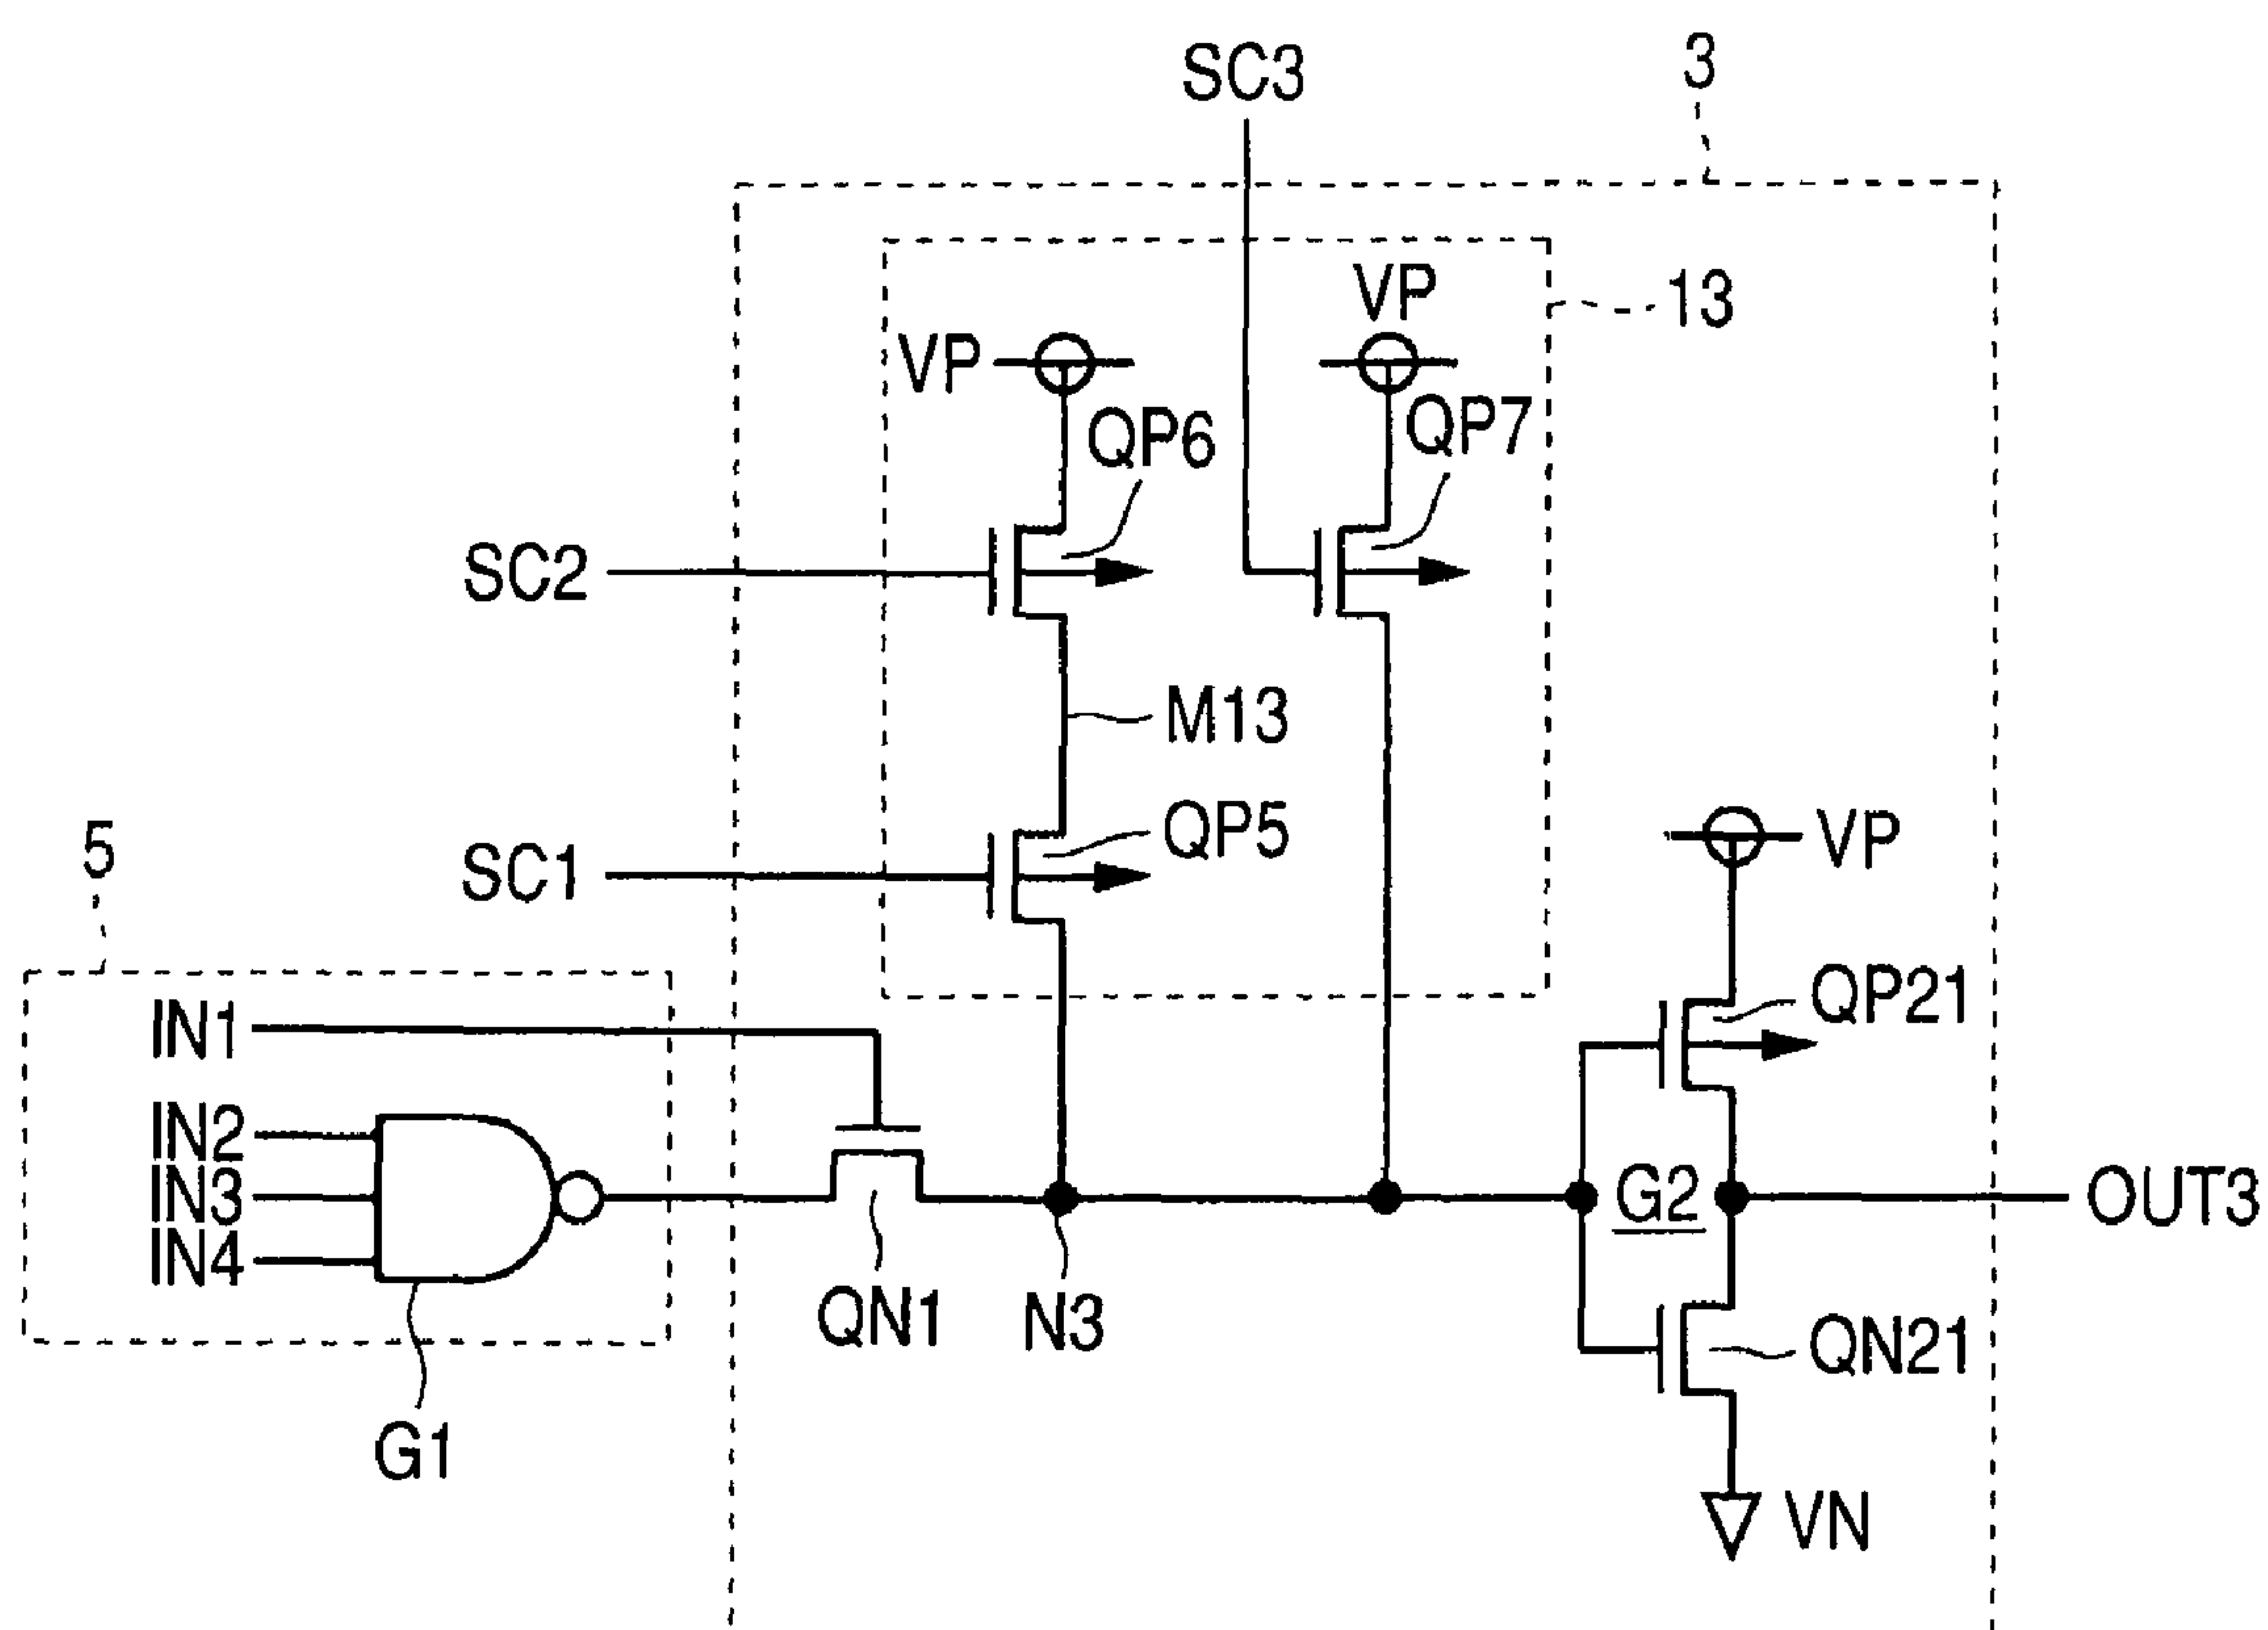 3
SC3
13
VP
VP
QP6
QP7
SC2
M13
QP5
VP
5
SC1
QP21
IN1
IN2
IN3
IN4
G2
OUT3
QN1
N3
QN21
G1
VN